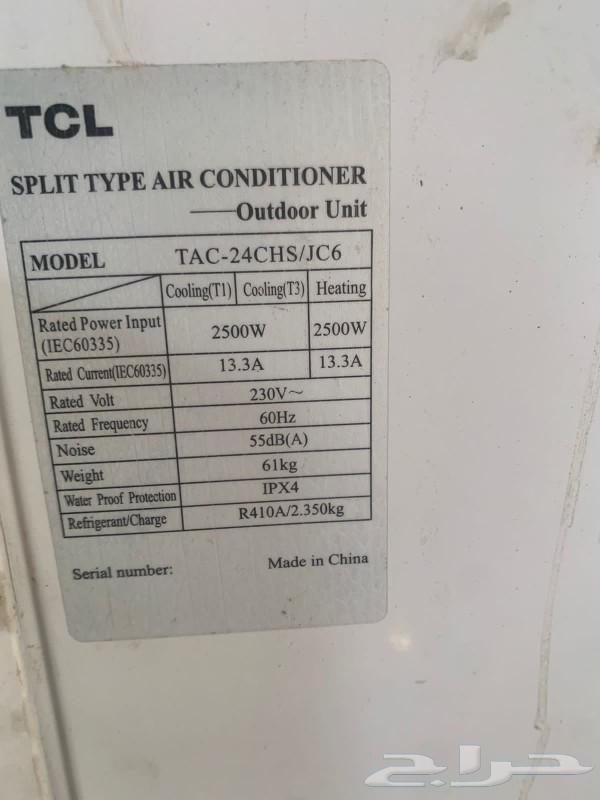 TCL
SPLIT TYPE AIR CONDITIONER
——Outdoor Unit
MODEL TAC-24CHS/JC6
Cooling(T1) Cooling(T3) Heating
Rated Power Input
(IEC60335) 2500W 2500W
Rated Current(IEC60335) 13.3A 13.3A
Rated Volt 230V~
Rated Frequency 60Hz
Noise 55dB(A)
Weight 61kg
Water Proof Protection IPX4
Refrigerant/Charge R410A/2.350kg
Serial number: Made in China
حراج